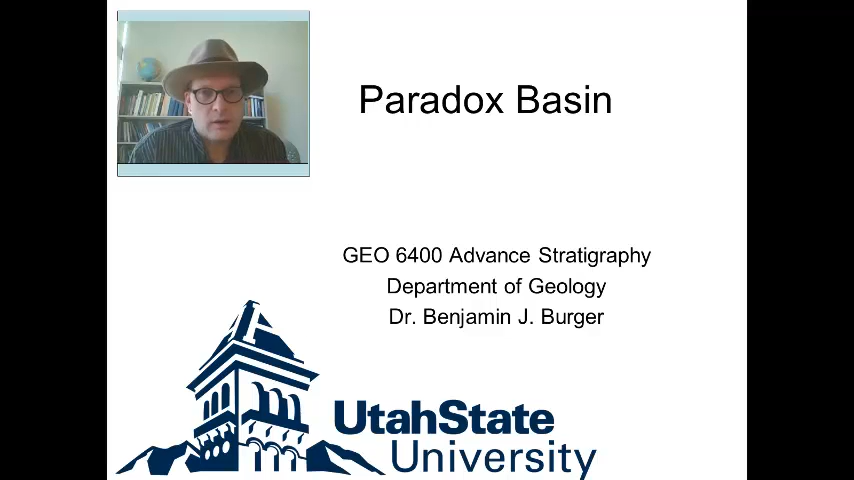 Paradox Basin
GEO 6400 Advance Stratigraphy
Department of Geology
Dr. Benjamin J. Burger
UtahState
University